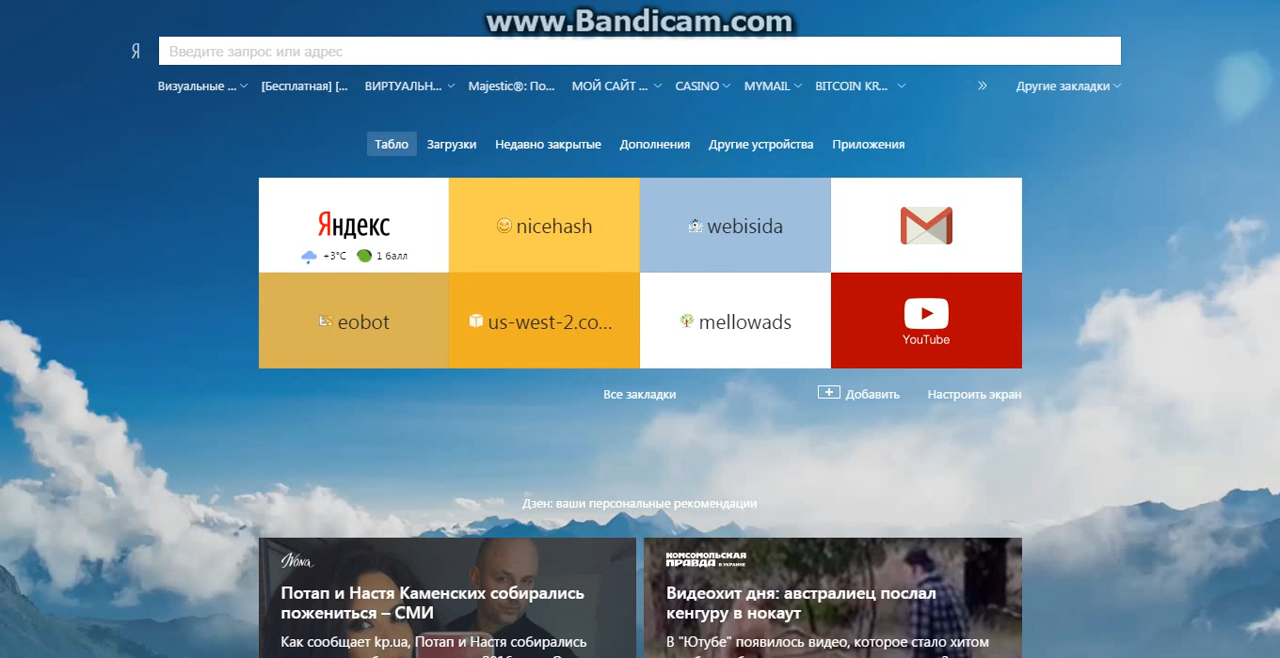 www.Bandicam.com
Я
Введите запрос или адрес
Визуальные ... [Бесплатная] [... ВИРТУАЛЬН... Majestic®: По... МОЙ САЙТ ... CASINO MYMAIL BITCOIN KR... » Другие закладки
Табло Загрузки Недавно закрытые Дополнения Другие устройства Приложения
Яндекс
+3°C 1 балл
nicehash
webisida
eobot
us-west-2.co...
mellowads
YouTube
Все закладки
Добавить
Настроить экран
Дзен: ваши персональные рекомендации
Nona
Потап и Настя Каменских собирались
пожениться – СМИ
Как сообщает kp.ua, Потап и Настя собирались
КОМСОМОЛЬСКАЯ
ПРАВДА В УКРАИНЕ
Видеохит дня: австралиец послал
кенгуру в нокаут
В "Ютубе" появилось видео, которое стало хитом